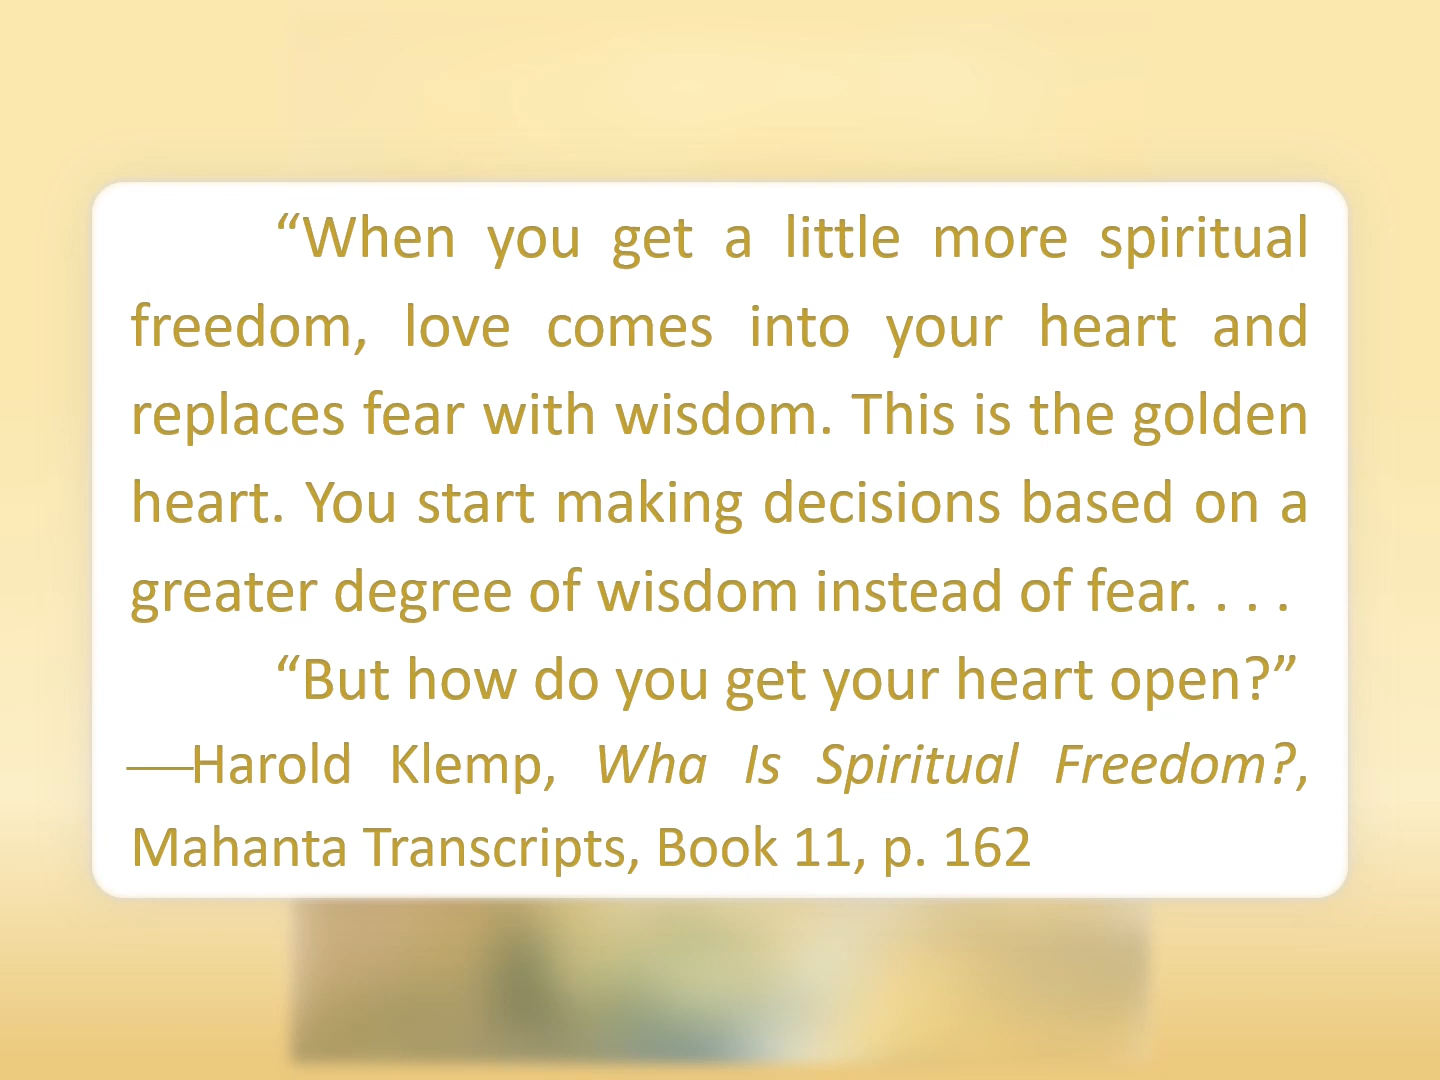 “When you get a little more spiritual
freedom, love comes into your heart and
replaces fear with wisdom. This is the golden
heart. You start making decisions based on a
greater degree of wisdom instead of fear. . . .
“But how do you get your heart open?”
—Harold Klemp, Wha Is Spiritual Freedom?,
Mahanta Transcripts, Book 11, p. 162